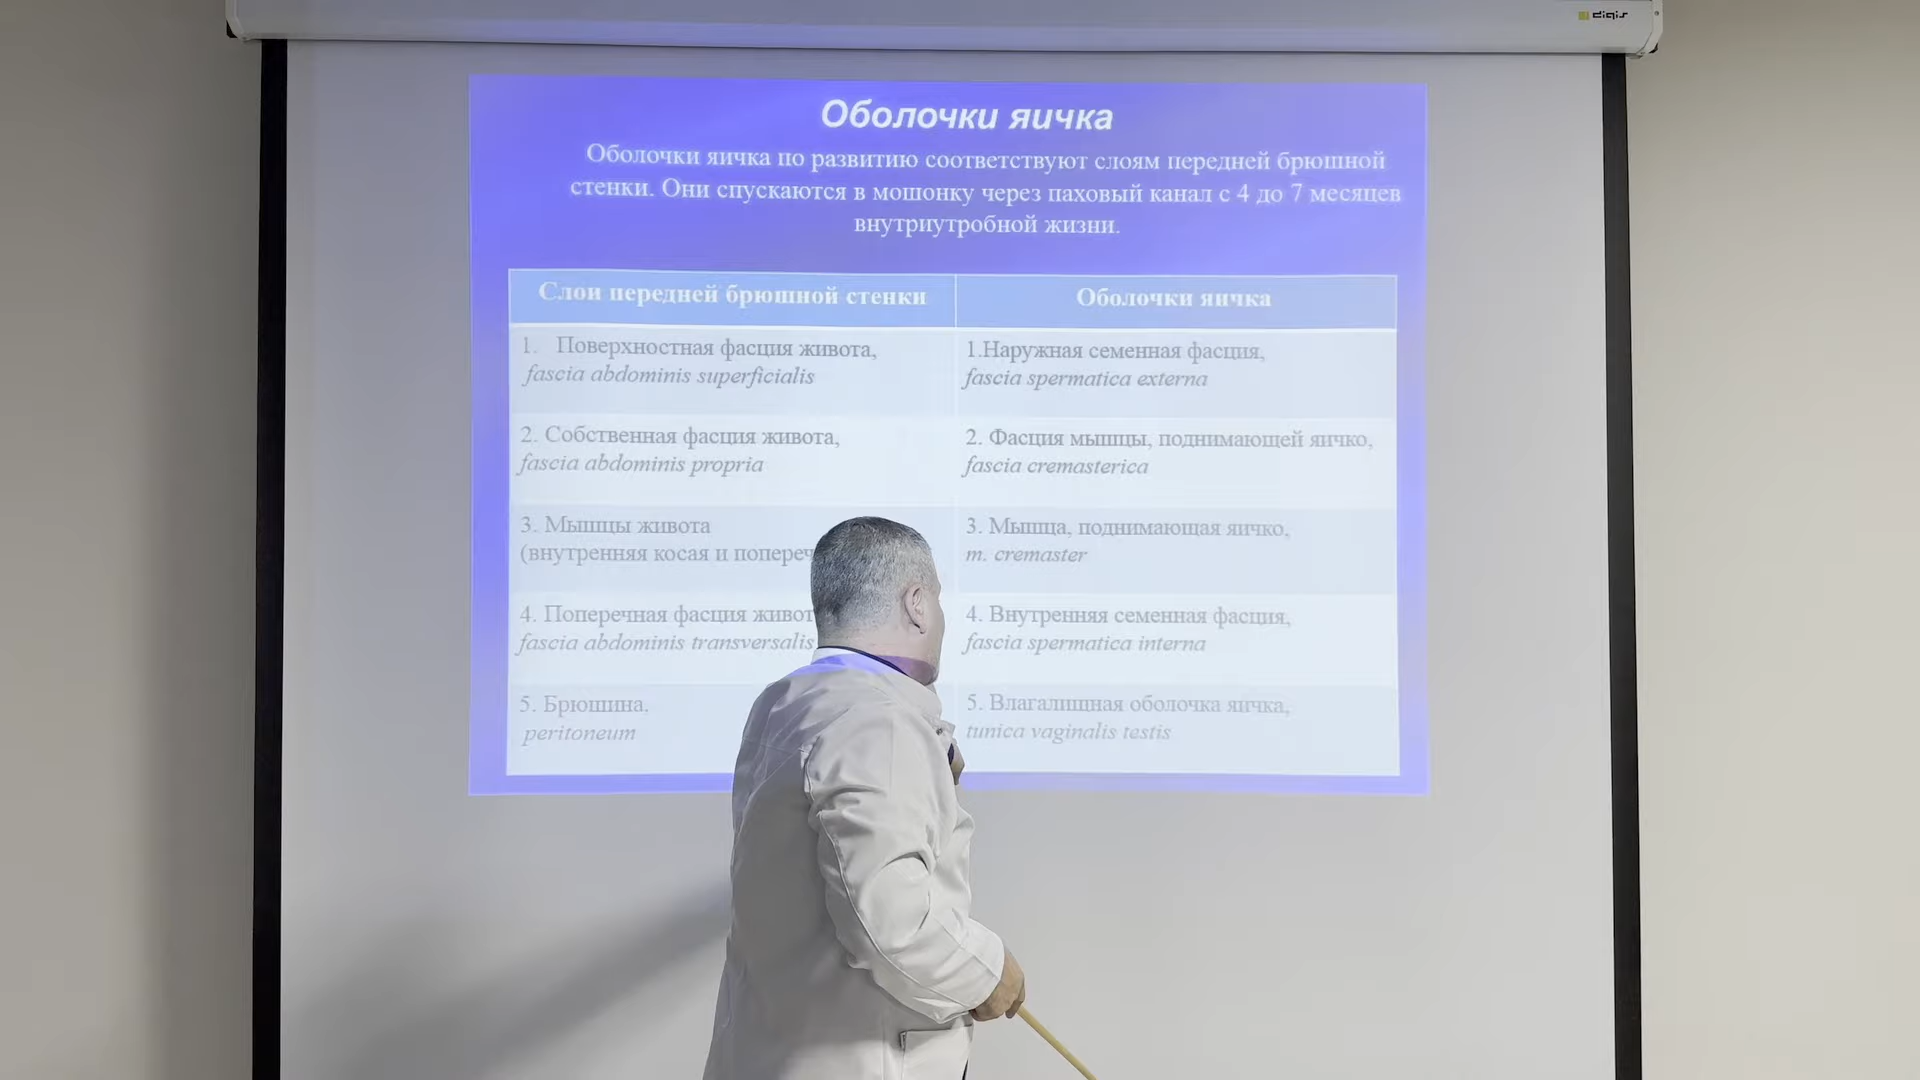 digis
Оболочки яичка
Оболочки яичка по развитию соответствуют слоям передней брюшной
стенки. Они спускаются в мошонку через паховый канал с 4 до 7 месяцев
внутриутробной жизни.
Слои передней брюшной стенки
Оболочки яичка
1. Поверхностная фасция живота,
fascia abdominis superficialis
1.Наружная семенная фасция,
fascia spermatica externa
2. Собственная фасция живота,
fascia abdominis propria
2. Фасция мышцы, поднимающей яичко,
fascia cremasterica
3. Мышцы живота
(внутренняя косая и
3. Мышца, поднимающая яичко,
m. cremaster
4. Поперечная фасция
fascia abdominis transversalis
4. Внутренняя семенная фасция,
fascia spermatica interna
5. Брюшина,
peritoneum
5. Влагалищная оболочка яичка,
tunica vaginalis testis